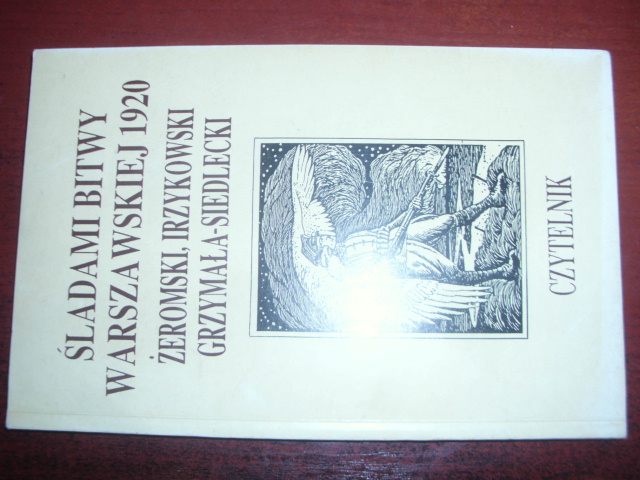 ŚLADAMI BITWY
WARSZAWSKIEJ 1920
ŻEROMSKI, IRZYKOWSKI
GRZYMAŁA-SIEDLECKI
CZYTELNIK